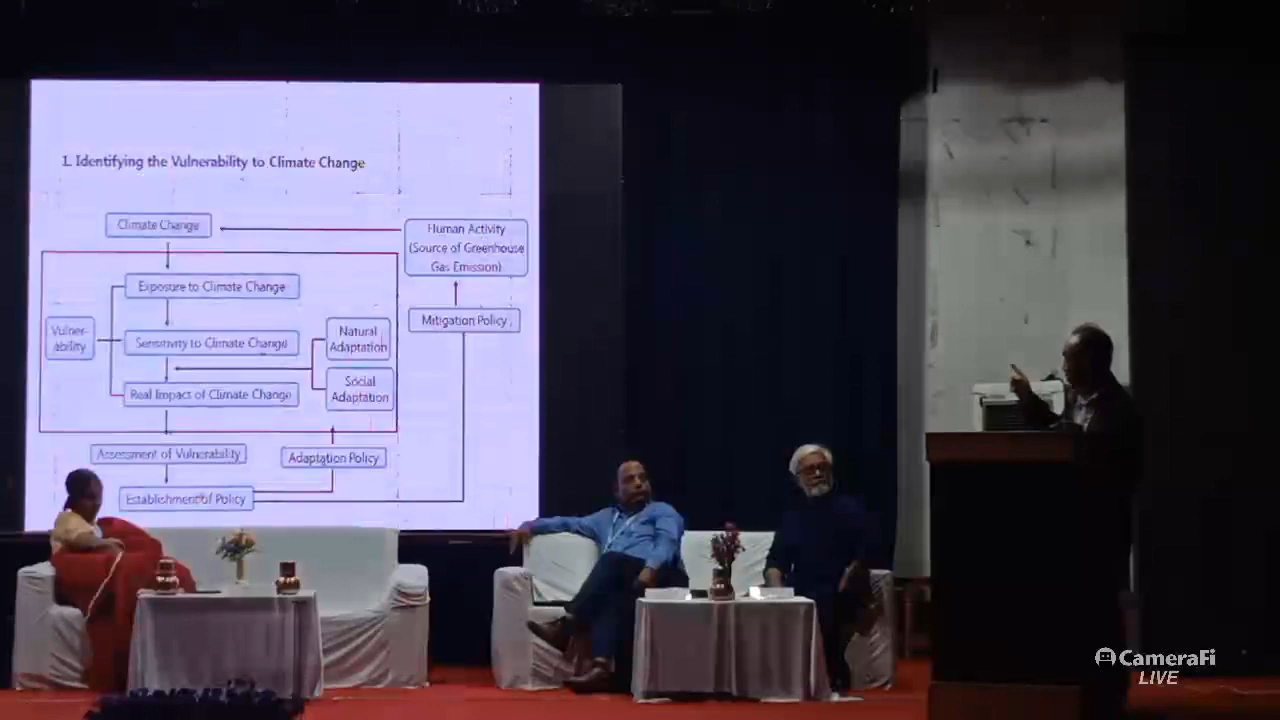 1. Identifying the Vulnerability to Climate Change
Climate Change
Human Activity
(Source of Greenhouse
Gas Emission)
Exposure to Climate Change
Mitigation Policy
Vulner-
ability
Sensitivity to Climate Change
Natural
Adaptation
Real Impact of Climate Change
Social
Adaptation
Assessment of Vulnerability
Adaptation Policy
Establishment of Policy
CameraFi
LIVE